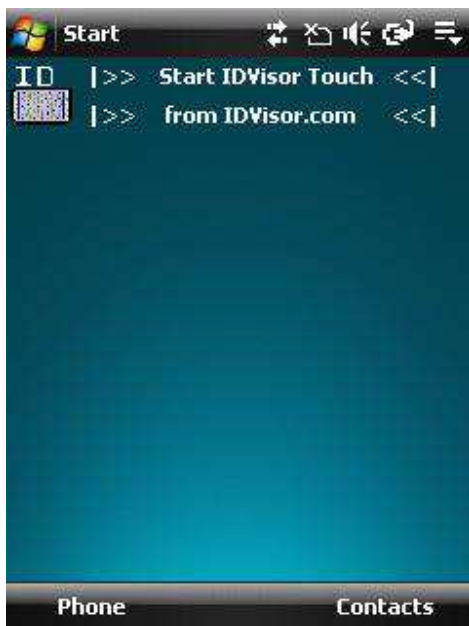 Start
ID |>> Start IDVisor Touch <<|
|>> from IDVisor.com <<|
Phone Contacts